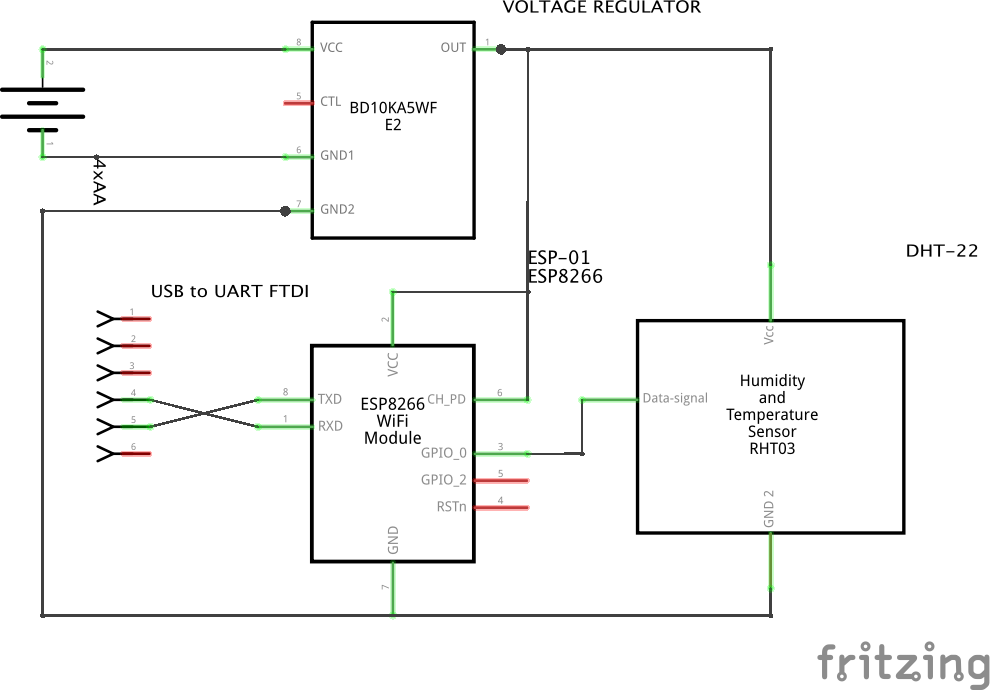 VOLTAGE REGULATOR
2
8
VCC
OUT
1
5
CTL
BD10KA5WF
E2
1
6
GND1
4xAA
7
GND2
ESP-01
ESP8266
DHT-22
USB to UART FTDI
1
2
3
4
5
6
2
VCC
8
TXD
1
RXD
ESP8266
WiFi
Module
CH_PD
6
GPIO_0
3
GPIO_2
5
RSTn
4
GND
7
Vcc
Data-signal
Humidity
and
Temperature
Sensor
RHT03
GND 2
fritzing